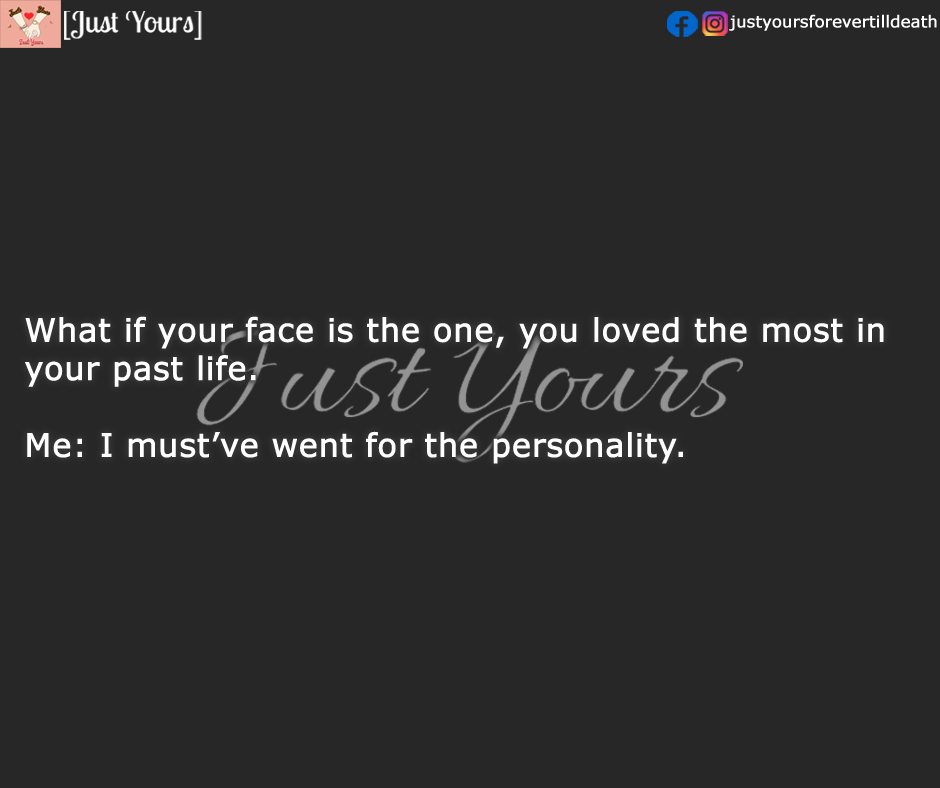 [Just Yours]
justyoursforevertilldeath
What if your face is the one, you loved the most in
your past life.
Just Yours
Me: I must’ve went for the personality.